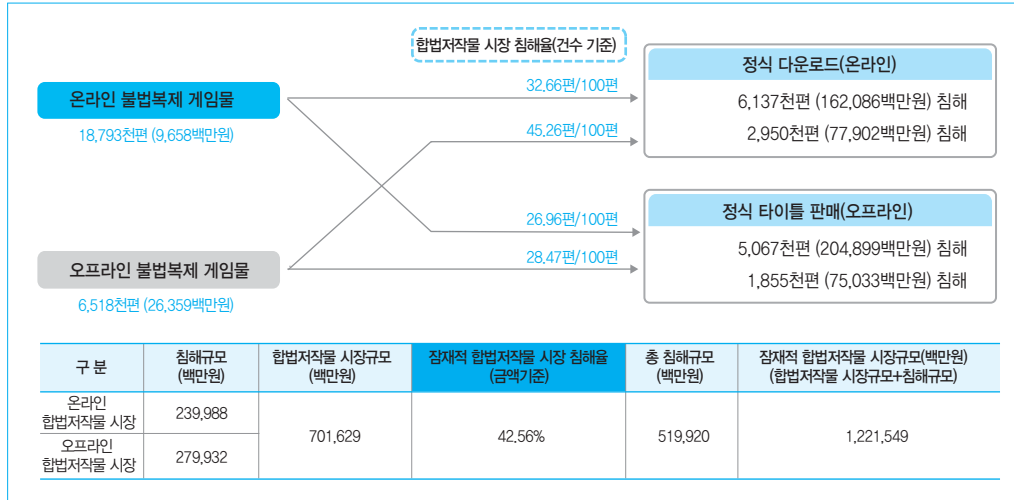 합법저작물 시장 침해율(건수 기준)
온라인 불법복제 게임물
18,793천편 (9,658백만원)
오프라인 불법복제 게임물
6,518천편 (26,359백만원)
32.66편/100편
45.26편/100편
26.96편/100편
28.47편/100편
정식 다운로드(온라인)
6,137천편 (162,086백만원) 침해
2,950천편 (77,902백만원) 침해
정식 타이틀 판매(오프라인)
5,067천편 (204,899백만원) 침해
1,855천편 (75,033백만원) 침해
구 분 침해규모 (백만원) 합법저작물 시장규모 (백만원) 잠재적 합법저작물 시장 침해율 (금액기준) 총 침해규모 (백만원) 잠재적 합법저작물 시장규모(백만원) (합법저작물 시장규모+침해규모)
온라인 합법저작물 시장 239,988 701,629 42.56% 519,920 1,221,549
오프라인 합법저작물 시장 279,932